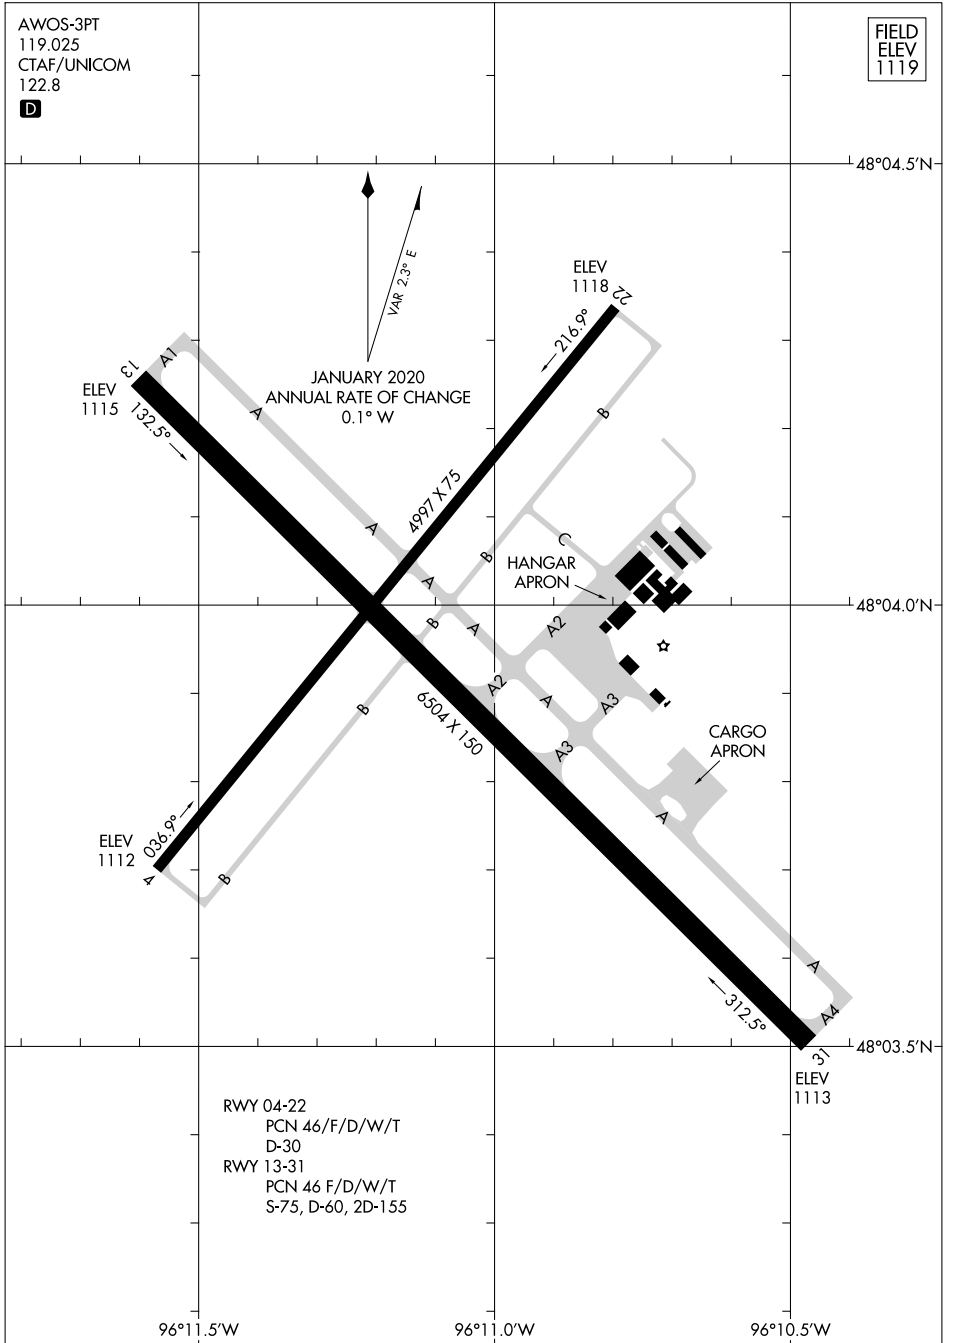 AWOS-3PT
119.025
CTAF/UNICOM
122.8
D
FIELD
ELEV
1119
48°04.5'N
VAR 2.3° E
JANUARY 2020
ANNUAL RATE OF CHANGE
0.1° W
ELEV
1118
22
216.9°
A1
13
ELEV
1115
132.5°
A
B
4997 X 75
A
B
C
HANGAR
APRON
A
48°04.0'N
B
A
A2
A2
B
6504 X 150
A
A3
A3
CARGO
APRON
A
036.9°
ELEV
1112
4
B
A
312.5°
A4
31
48°03.5'N
ELEV
1113
RWY 04-22
PCN 46/F/D/W/T
D-30
RWY 13-31
PCN 46 F/D/W/T
S-75, D-60, 2D-155
96°11.5'W
96°11.0'W
96°10.5'W